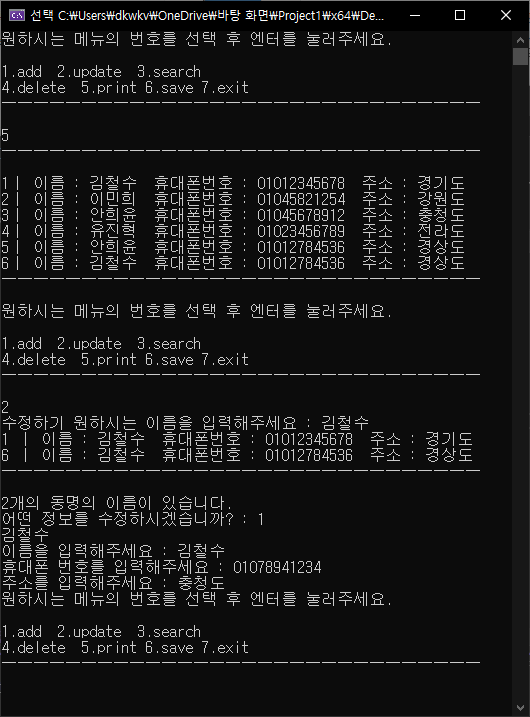 선택 C:₩Users₩dkwkv₩OneDrive₩바탕 화면₩Project1₩x64₩De...
원하시는 메뉴의 번호를 선택 후 엔터를 눌러주세요.
1.add  2.update  3.search
4.delete  5.print 6.save 7.exit
5
1 |  이름 : 김철수  휴대폰번호 : 01012345678  주소 : 경기도
2 |  이름 : 이민희  휴대폰번호 : 01045821254  주소 : 강원도
3 |  이름 : 안희윤  휴대폰번호 : 01045678912  주소 : 충청도
4 |  이름 : 유진혁  휴대폰번호 : 01023456789  주소 : 전라도
5 |  이름 : 안희윤  휴대폰번호 : 01012784536  주소 : 경상도
6 |  이름 : 김철수  휴대폰번호 : 01012784536  주소 : 경상도
원하시는 메뉴의 번호를 선택 후 엔터를 눌러주세요.
1.add  2.update  3.search
4.delete  5.print 6.save 7.exit
2
수정하기 원하시는 이름을 입력해주세요 : 김철수
1 | 이름 : 김철수  휴대폰번호 : 01012345678  주소 : 경기도
6 | 이름 : 김철수  휴대폰번호 : 01012784536  주소 : 경상도
2개의 동명의 이름이 있습니다.
어떤 정보를 수정하시겠습니까? : 1
김철수
이름을 입력해주세요 : 김철수
휴대폰 번호를 입력해주세요 : 01078941234
주소를 입력해주세요 : 충청도
원하시는 메뉴의 번호를 선택 후 엔터를 눌러주세요.
1.add  2.update  3.search
4.delete  5.print 6.save 7.exit